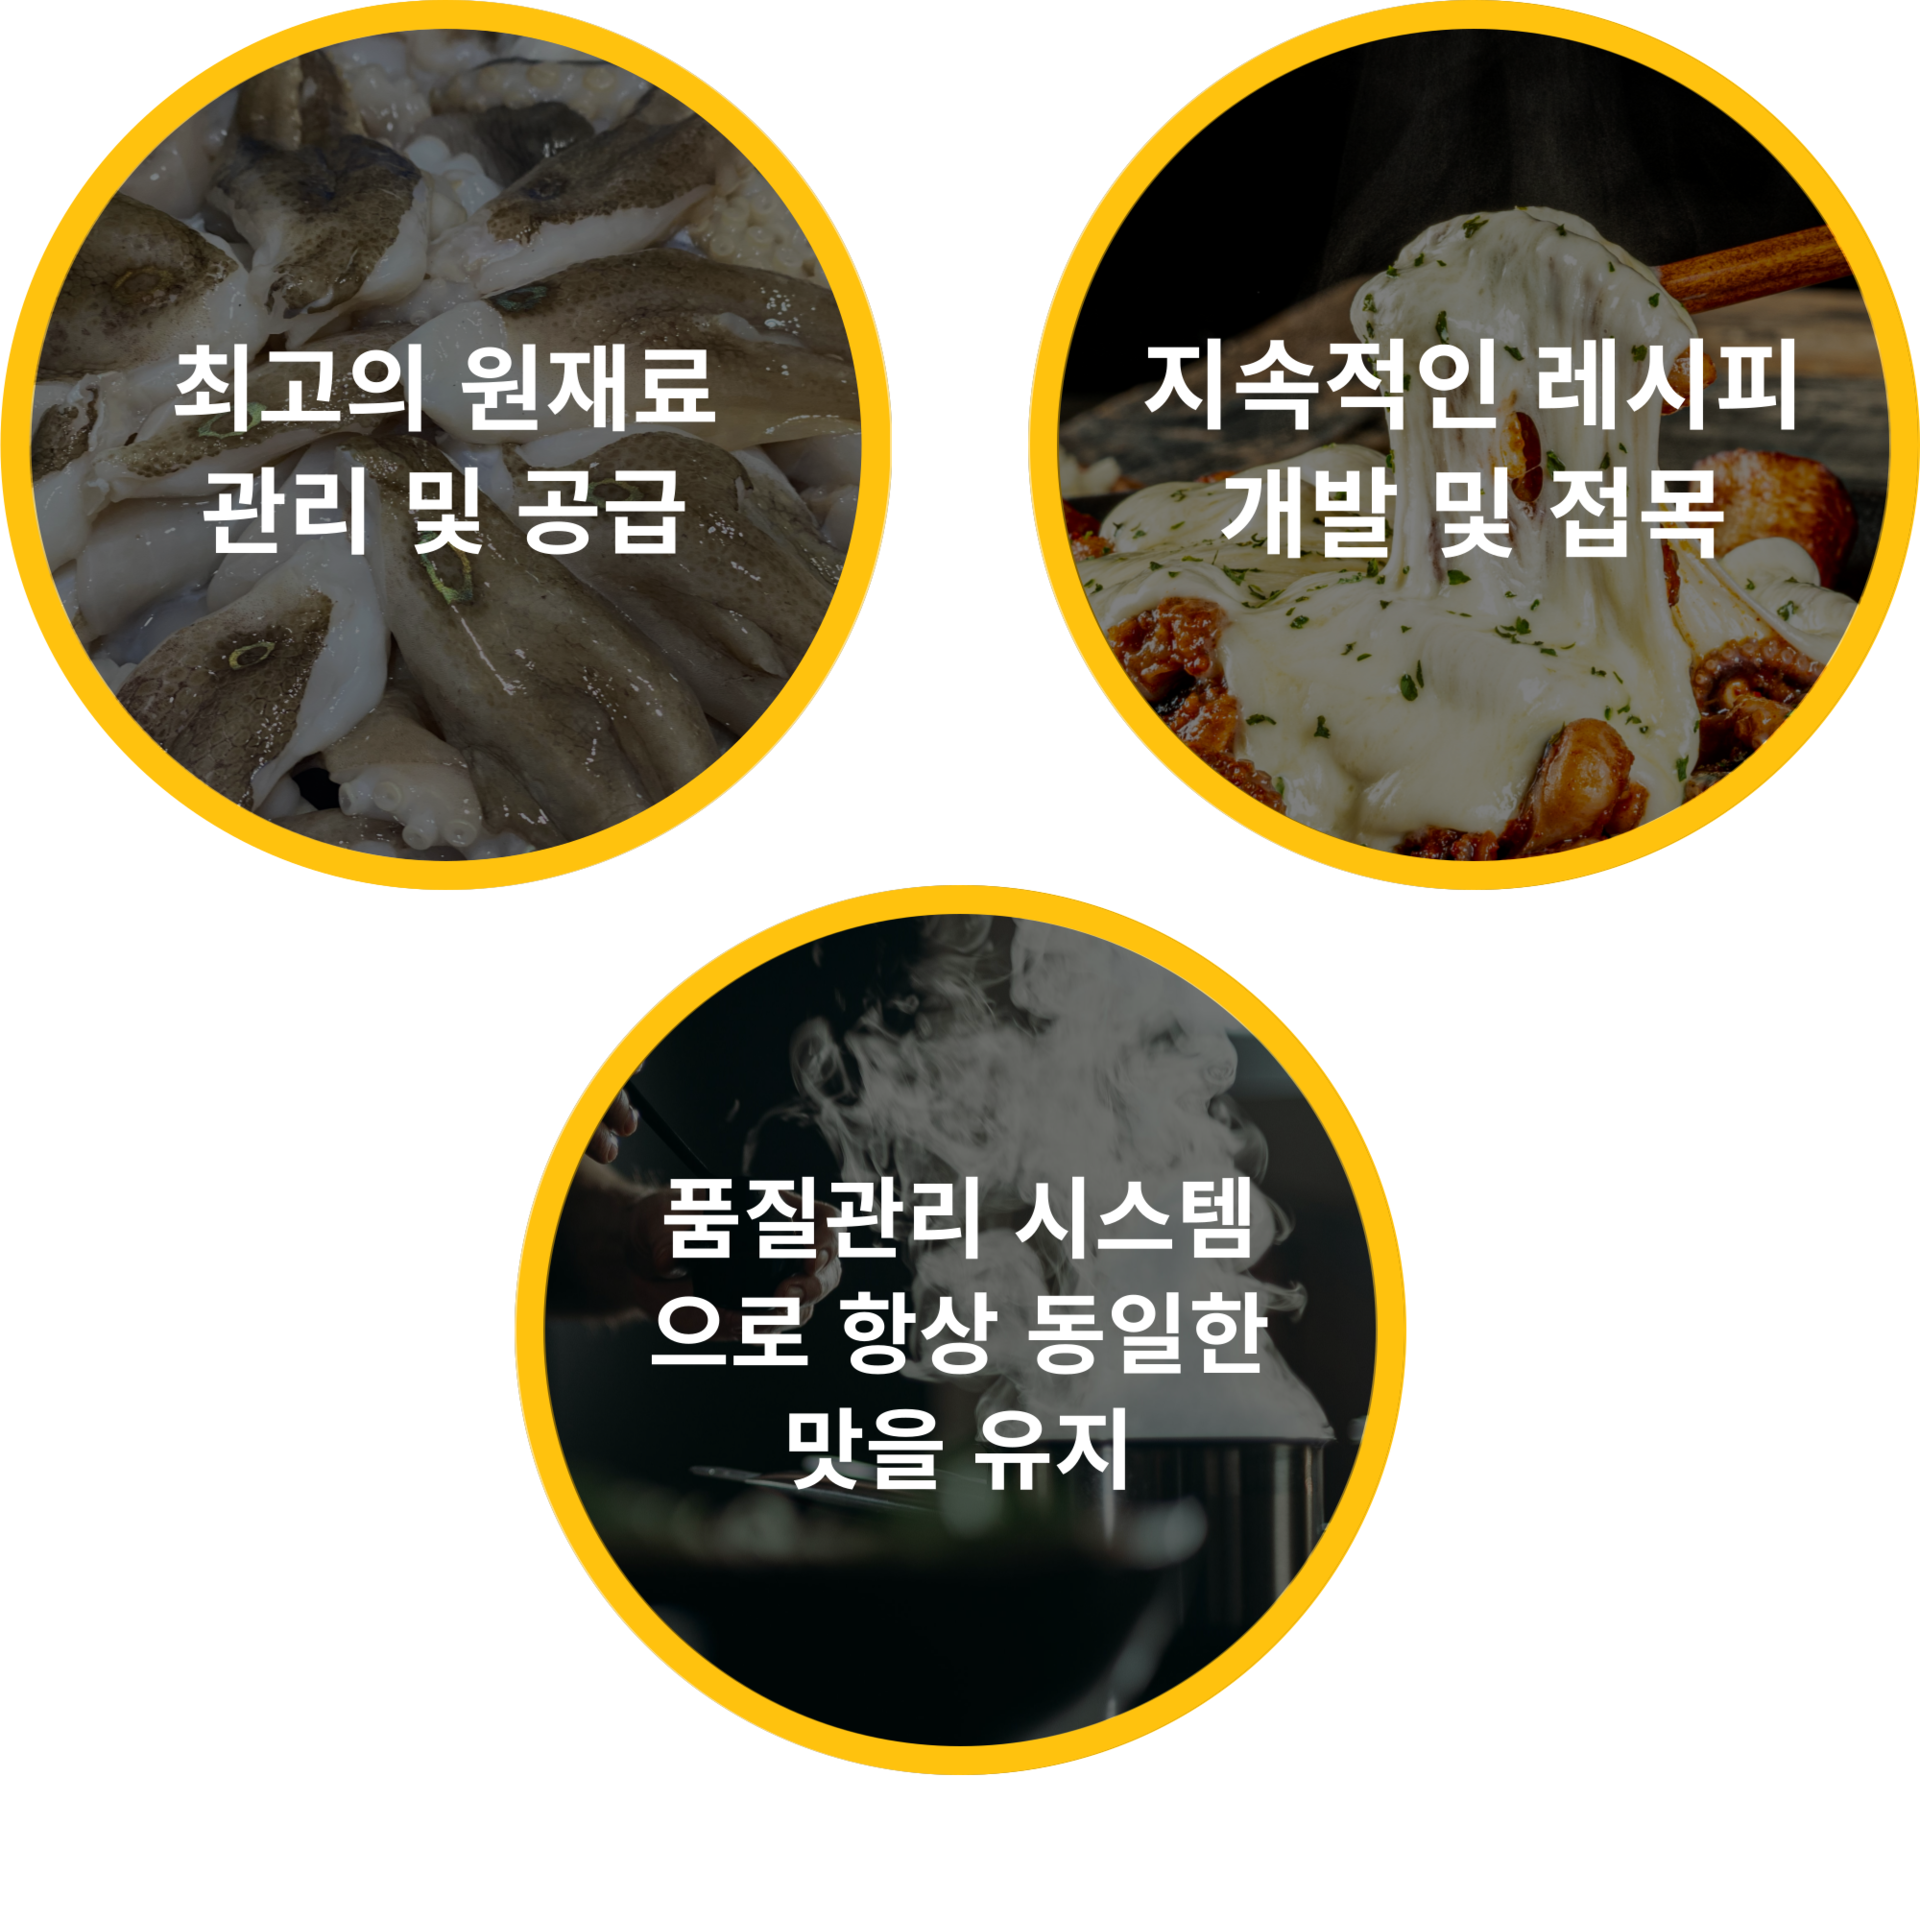 최고의 원재료
관리 및 공급
지속적인 레시피
개발 및 접목
품질관리 시스템
으로 항상 동일한
맛을 유지